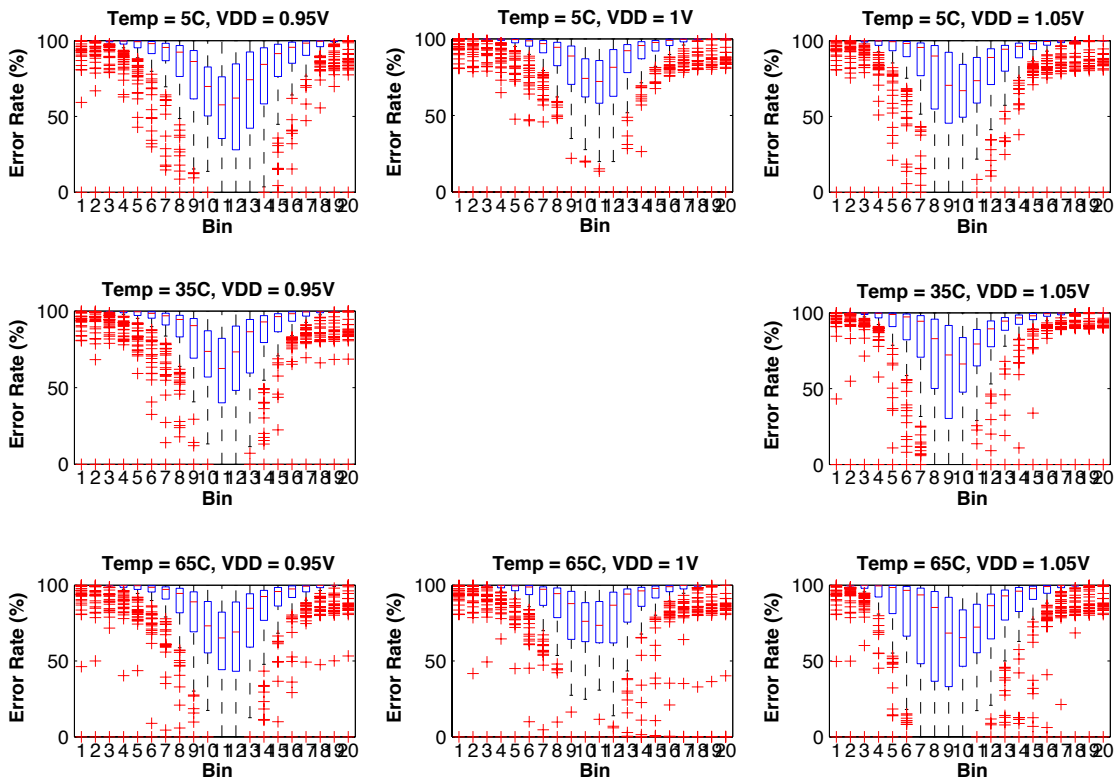 Temp = 5C, VDD = 0.95V
Temp = 5C, VDD = 1V
Temp = 5C, VDD = 1.05V
Error Rate (%)
100
50
0
1 2 3 4 5 6 7 8 9 10 11 12 13 14 15 16 17 18 19 20
Bin
Error Rate (%)
100
50
0
1 2 3 4 5 6 7 8 9 10 11 12 13 14 15 16 17 18 19 20
Bin
Error Rate (%)
100
50
0
1 2 3 4 5 6 7 8 9 10 11 12 13 14 15 16 17 18 19 20
Bin
Temp = 35C, VDD = 0.95V
Temp = 35C, VDD = 1.05V
Error Rate (%)
100
50
0
1 2 3 4 5 6 7 8 9 10 11 12 13 14 15 16 17 18 19 20
Bin
Error Rate (%)
100
50
0
1 2 3 4 5 6 7 8 9 10 11 12 13 14 15 16 17 18 19 20
Bin
Temp = 65C, VDD = 0.95V
Temp = 65C, VDD = 1V
Temp = 65C, VDD = 1.05V
Error Rate (%)
100
50
0
1 2 3 4 5 6 7 8 9 10 11 12 13 14 15 16 17 18 19 20
Bin
Error Rate (%)
100
50
0
1 2 3 4 5 6 7 8 9 10 11 12 13 14 15 16 17 18 19 20
Bin
Error Rate (%)
100
50
0
1 2 3 4 5 6 7 8 9 10 11 12 13 14 15 16 17 18 19 20
Bin